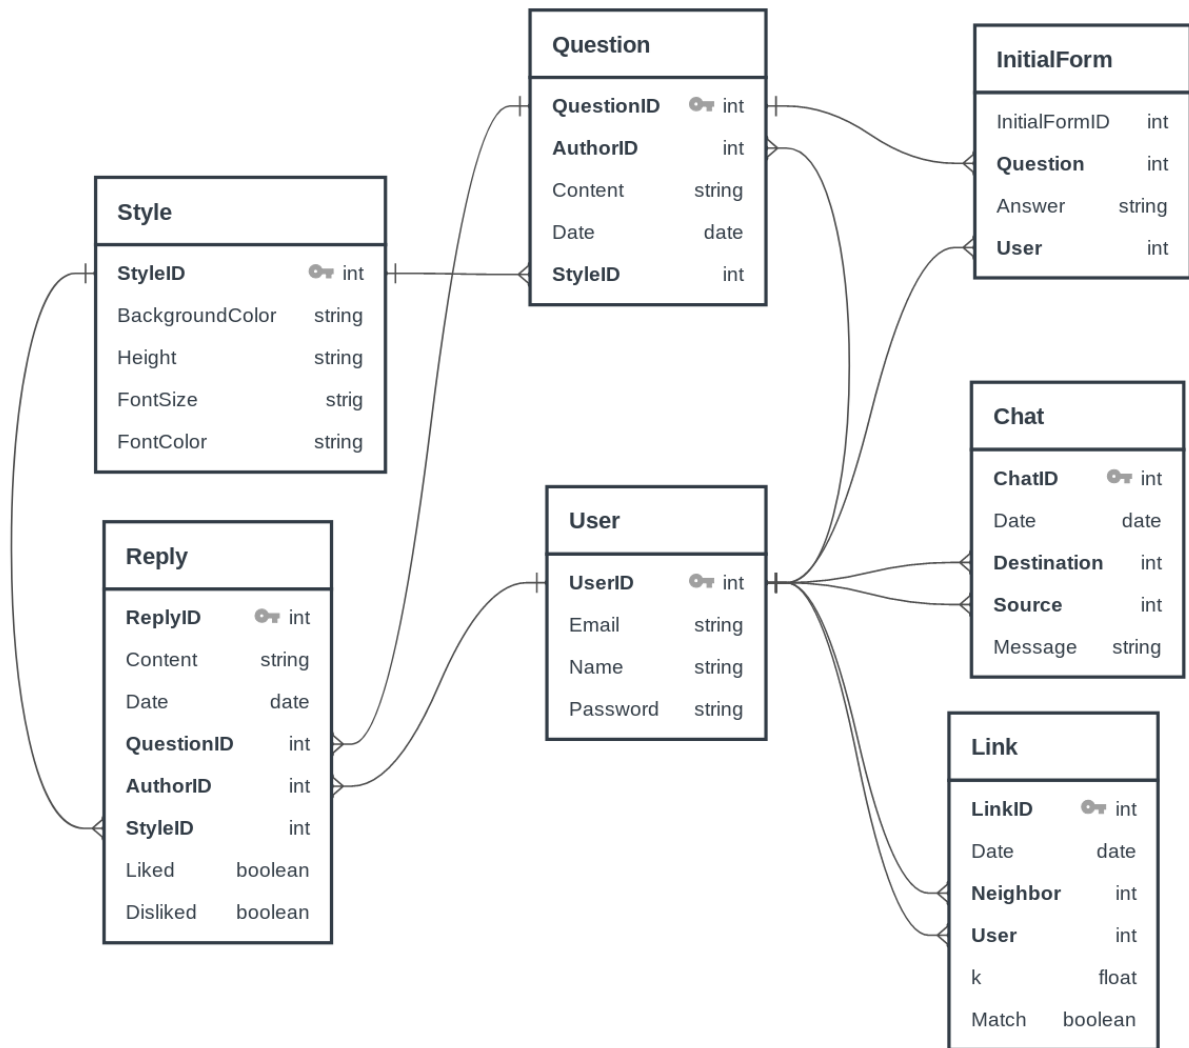 Question
QuestionID int
AuthorID int
Content string
Date date
StyleID int
InitialForm
InitialFormID int
Question int
Answer string
User int
Style
StyleID int
BackgroundColor string
Height string
FontSize strig
FontColor string
Chat
ChatID int
Date date
Destination int
Source int
Message string
User
UserID int
Email string
Name string
Password string
Reply
ReplyID int
Content string
Date date
QuestionID int
AuthorID int
StyleID int
Liked boolean
Disliked boolean
Link
LinkID int
Date date
Neighbor int
User int
k float
Match boolean